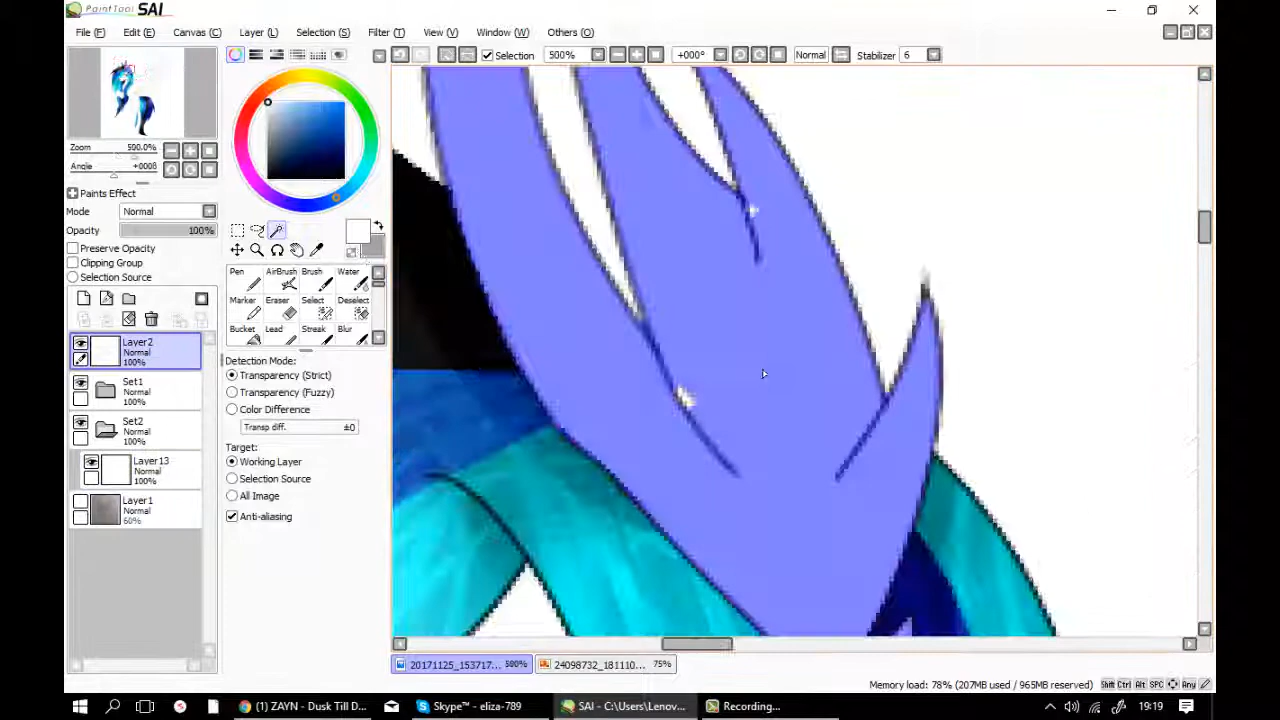 PaintTool SAI
File (F) Edit (E) Canvas (C) Layer (L) Selection (S) Filter (T) View (V) Window (W) Others (O)
Selection 500% +000° Normal Stabilizer 6
Zoom 500.0%
Angle +000ß
Paints Effect
Mode Normal
Opacity 100%
Preserve Opacity
Clipping Group
Selection Source
Layer2
Normal
100%
Set1
Normal
100%
Set2
Normal
100%
Layer13
Normal
100%
Layer1
Normal
60%
Pen AirBrush Brush Water
Marker Eraser Select Deselect
Bucket Lead Streak Blur
Detection Mode:
Transparency (Strict)
Transparency (Fuzzy)
Color Difference
Transp diff. ±0
Target:
Working Layer
Selection Source
All Image
Anti-aliasing
20171125_153717... 500% 24098732_181110... 75%
Memory load: 78% (207MB used / 965MB reserved) Shift Ctrl Alt SPC Any
(1) ZAYN - Dusk Till D... Skype™ - eliza-789 SAI - C:\Users\Lenov... Recording... 19:19